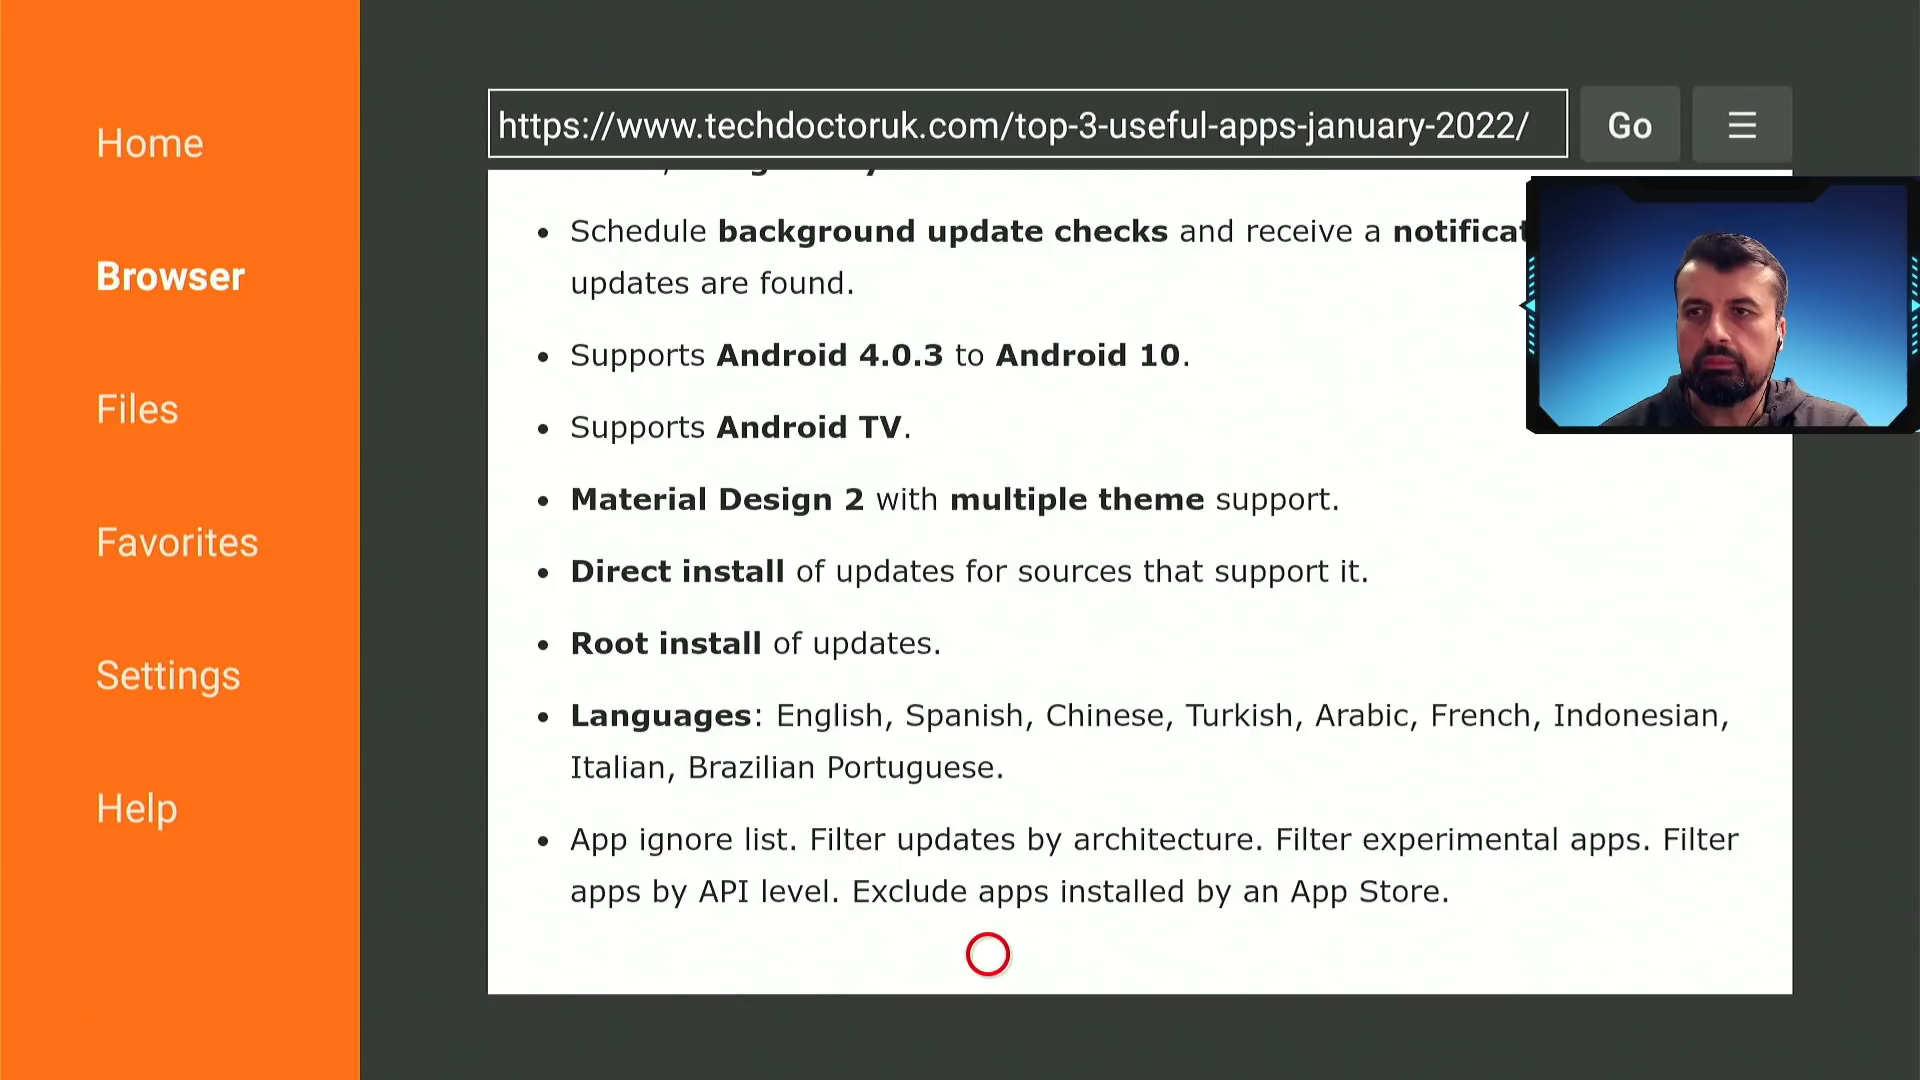 Home
Browser
Files
Favorites
Settings
Help
https://www.techdoctoruk.com/top-3-useful-apps-january-2022/
Go
• Schedule background update checks and receive a
updates are found.
• Supports Android 4.0.3 to Android 10.
• Supports Android TV.
• Material Design 2 with multiple theme support.
• Direct install of updates for sources that support it.
• Root install of updates.
• Languages: English, Spanish, Chinese, Turkish, Arabic, French, Indonesian,
Italian, Brazilian Portuguese.
• App ignore list. Filter updates by architecture. Filter experimental apps. Filter
apps by API level. Exclude apps installed by an App Store.